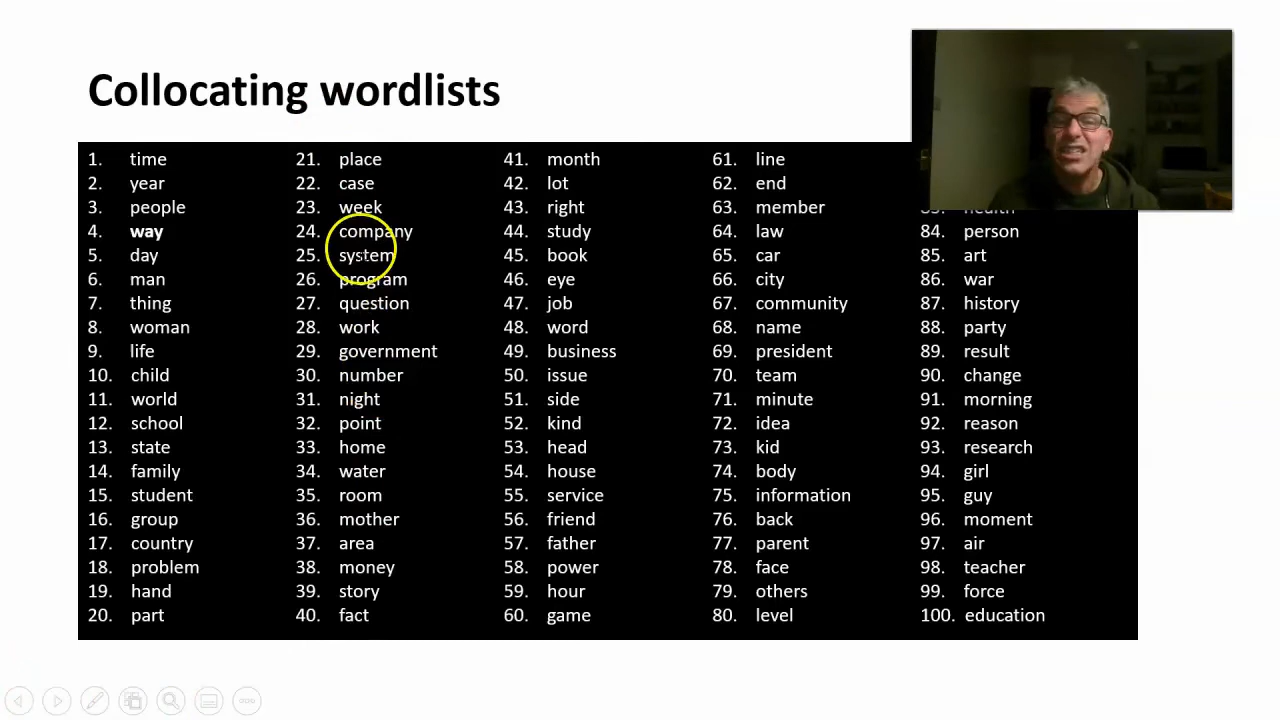 Collocating wordlists
1. time
2. year
3. people
4. way
5. day
6. man
7. thing
8. woman
9. life
10. child
11. world
12. school
13. state
14. family
15. student
16. group
17. country
18. problem
19. hand
20. part
21. place
22. case
23. week
24. company
25. system
26. program
27. question
28. work
29. government
30. number
31. night
32. point
33. home
34. water
35. room
36. mother
37. area
38. money
39. story
40. fact
41. month
42. lot
43. right
44. study
45. book
46. eye
47. job
48. word
49. business
50. issue
51. side
52. kind
53. head
54. house
55. service
56. friend
57. father
58. power
59. hour
60. game
61. line
62. end
63. member
64. law
65. car
66. city
67. community
68. name
69. president
70. team
71. minute
72. idea
73. kid
74. body
75. information
76. back
77. parent
78. face
79. others
80. level
84. person
85. art
86. war
87. history
88. party
89. result
90. change
91. morning
92. reason
93. research
94. girl
95. guy
96. moment
97. air
98. teacher
99. force
100. education